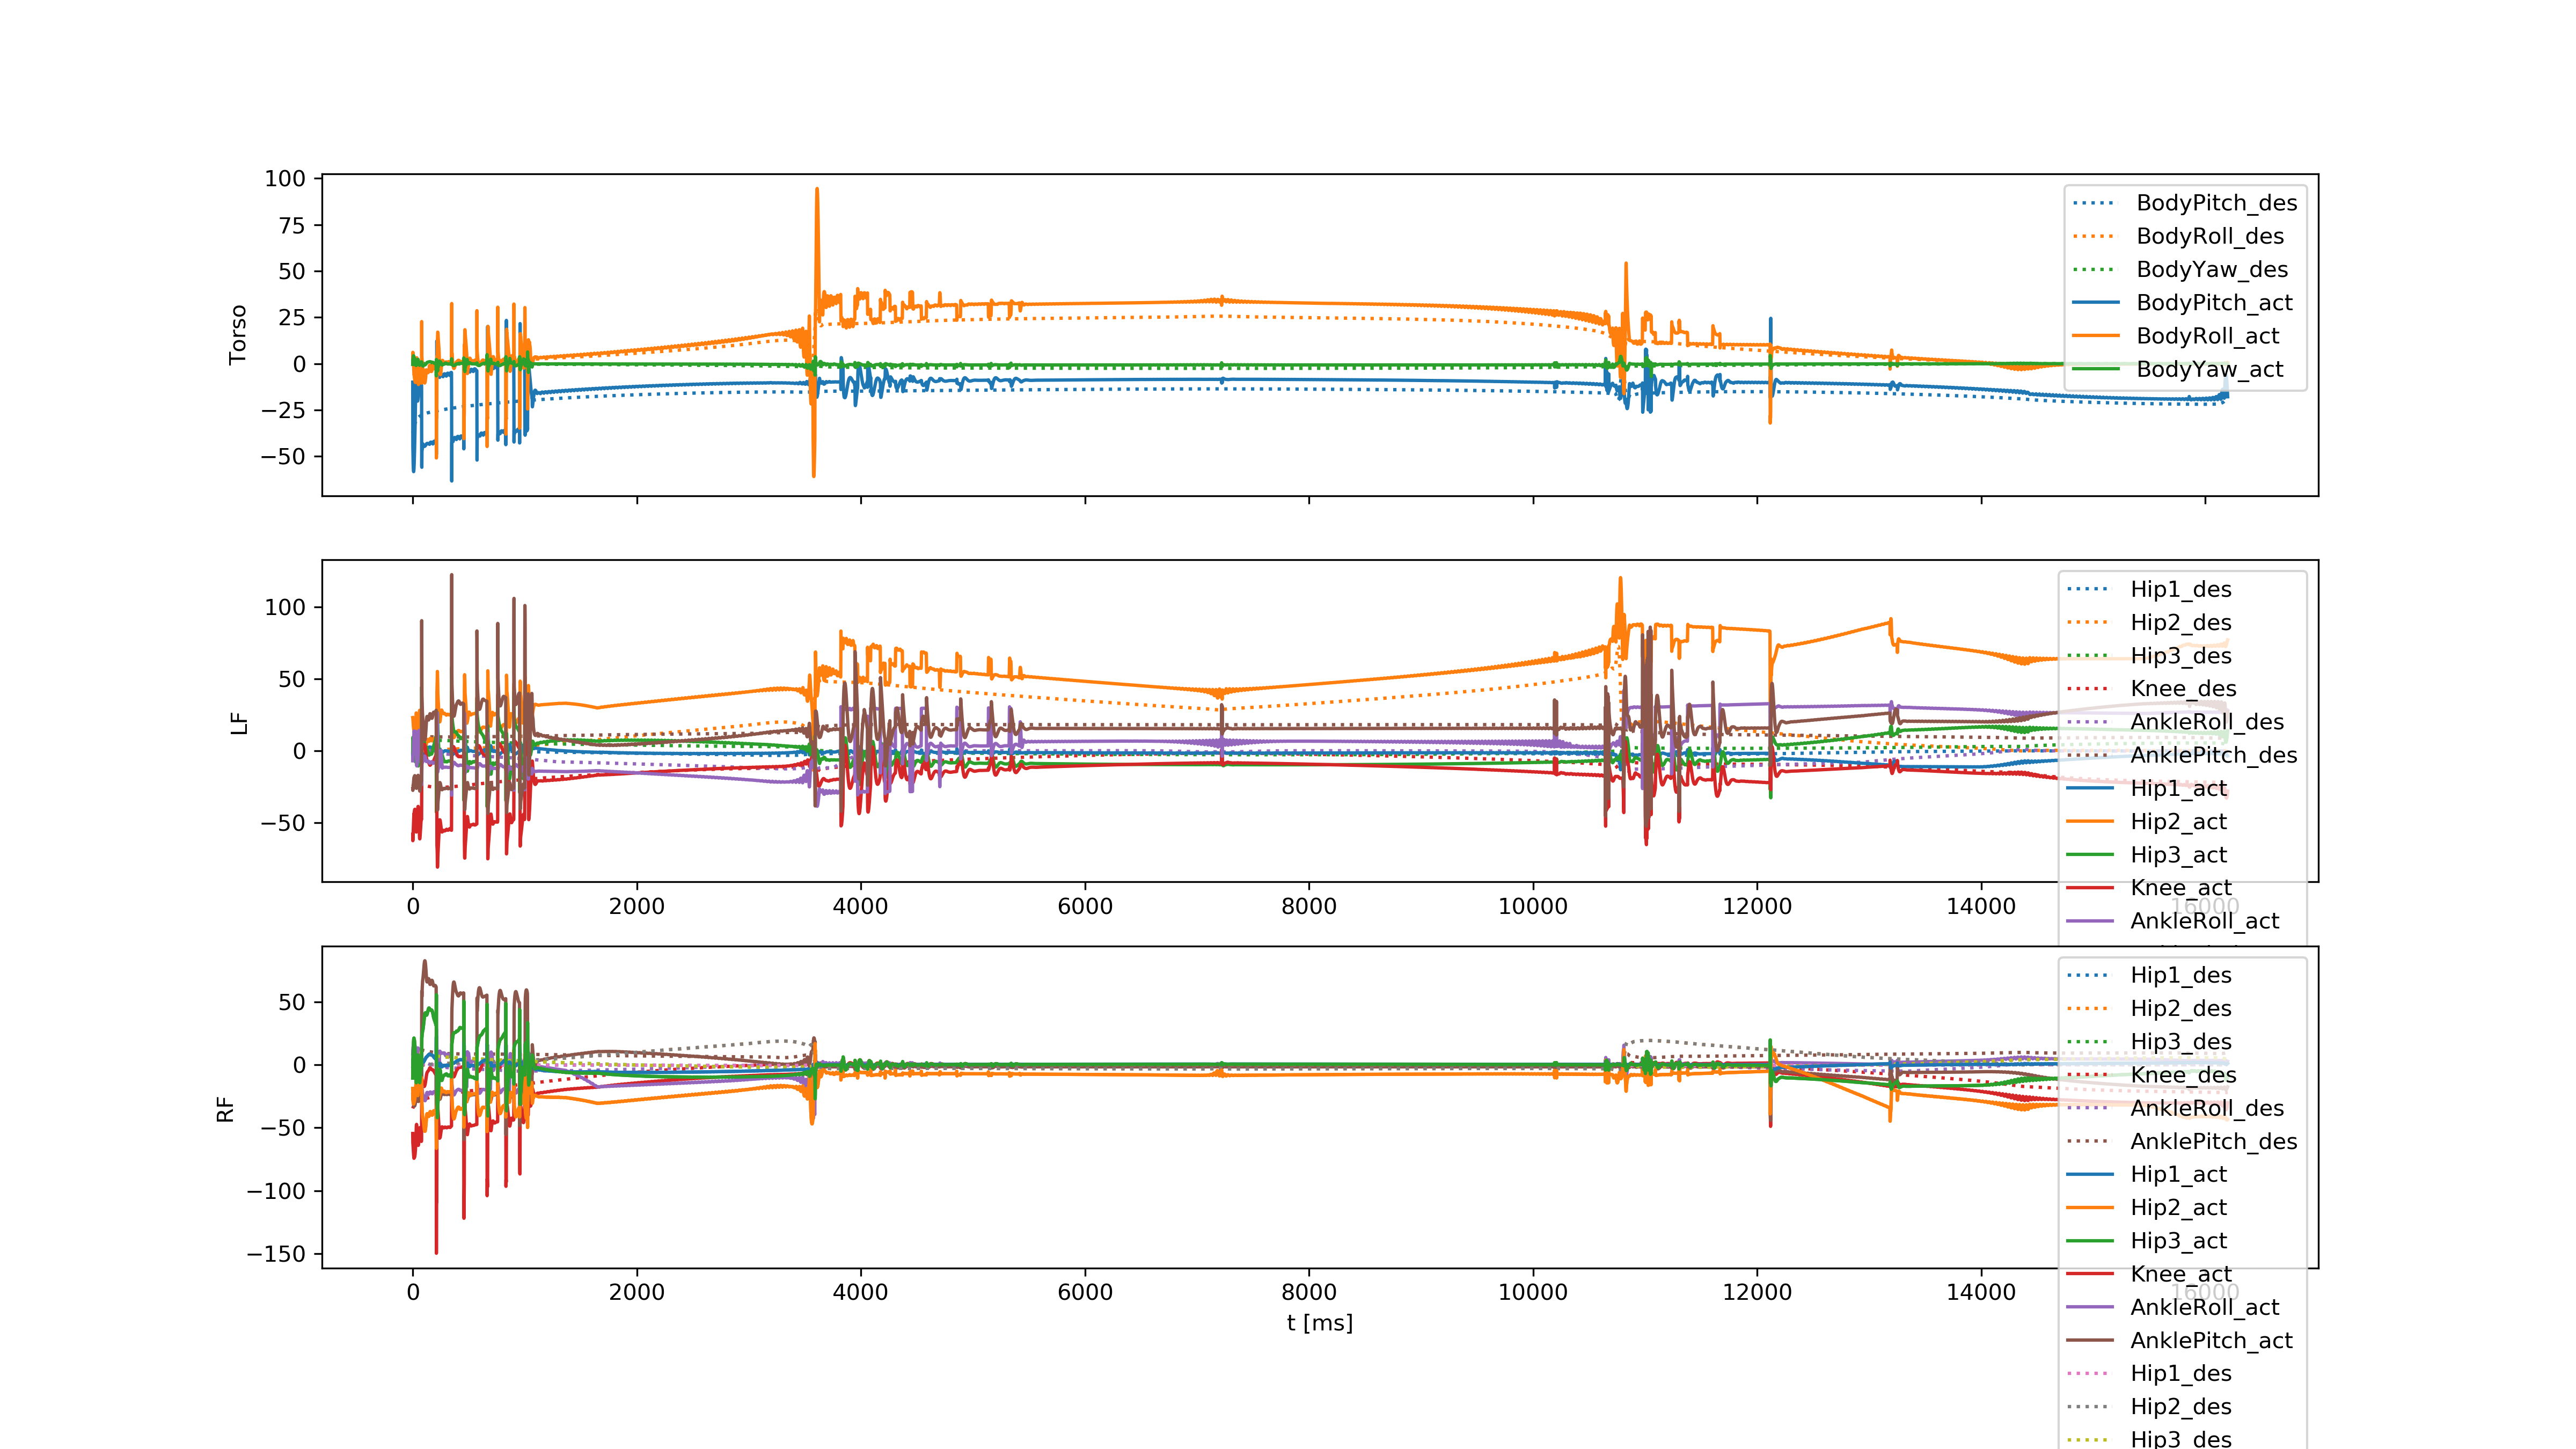 100
75
50
25
0
−25
−50
Torso
BodyPitch_des
BodyRoll_des
BodyYaw_des
BodyPitch_act
BodyRoll_act
BodyYaw_act
100
50
0
−50
LF
0 2000 4000 6000 8000 10000 12000 14000 16000
Hip1_des
Hip2_des
Hip3_des
Knee_des
AnkleRoll_des
AnklePitch_des
Hip1_act
Hip2_act
Hip3_act
Knee_act
AnkleRoll_act
50
0
−50
−100
−150
RF
0 2000 4000 6000 8000 10000 12000 14000 16000
t [ms]
Hip1_des
Hip2_des
Hip3_des
Knee_des
AnkleRoll_des
AnklePitch_des
Hip1_act
Hip2_act
Hip3_act
Knee_act
AnkleRoll_act
AnklePitch_act
Hip1_des
Hip2_des
Hip3_des